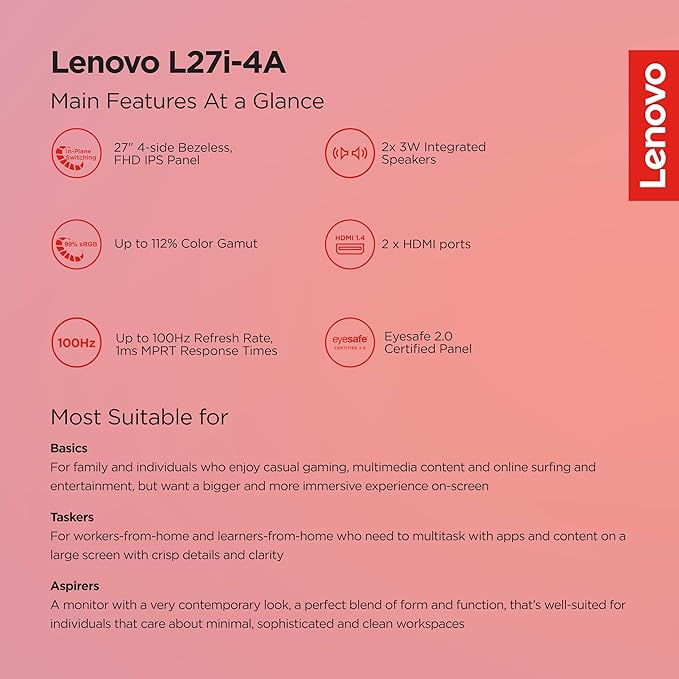 Lenovo L27i-4A
Main Features At a Glance
Lenovo
In-Plane
Switching
27" 4-side Bezeless,
FHD IPS Panel
2x 3W Integrated
Speakers
99% sRGB
Up to 112% Color Gamut
HDMI 1.4
2 x HDMI ports
100Hz
Up to 100Hz Refresh Rate,
1ms MPRT Response Times
eyesafe
CERTIFIED 2.0
Eyesafe 2.0
Certified Panel
Most Suitable for
Basics
For family and individuals who enjoy casual gaming, multimedia content and online surfing and
entertainment, but want a bigger and more immersive experience on-screen
Taskers
For workers-from-home and learners-from-home who need to multitask with apps and content on a
large screen with crisp details and clarity
Aspirers
A monitor with a very contemporary look, a perfect blend of form and function, that's well-suited for
individuals that care about minimal, sophisticated and clean workspaces